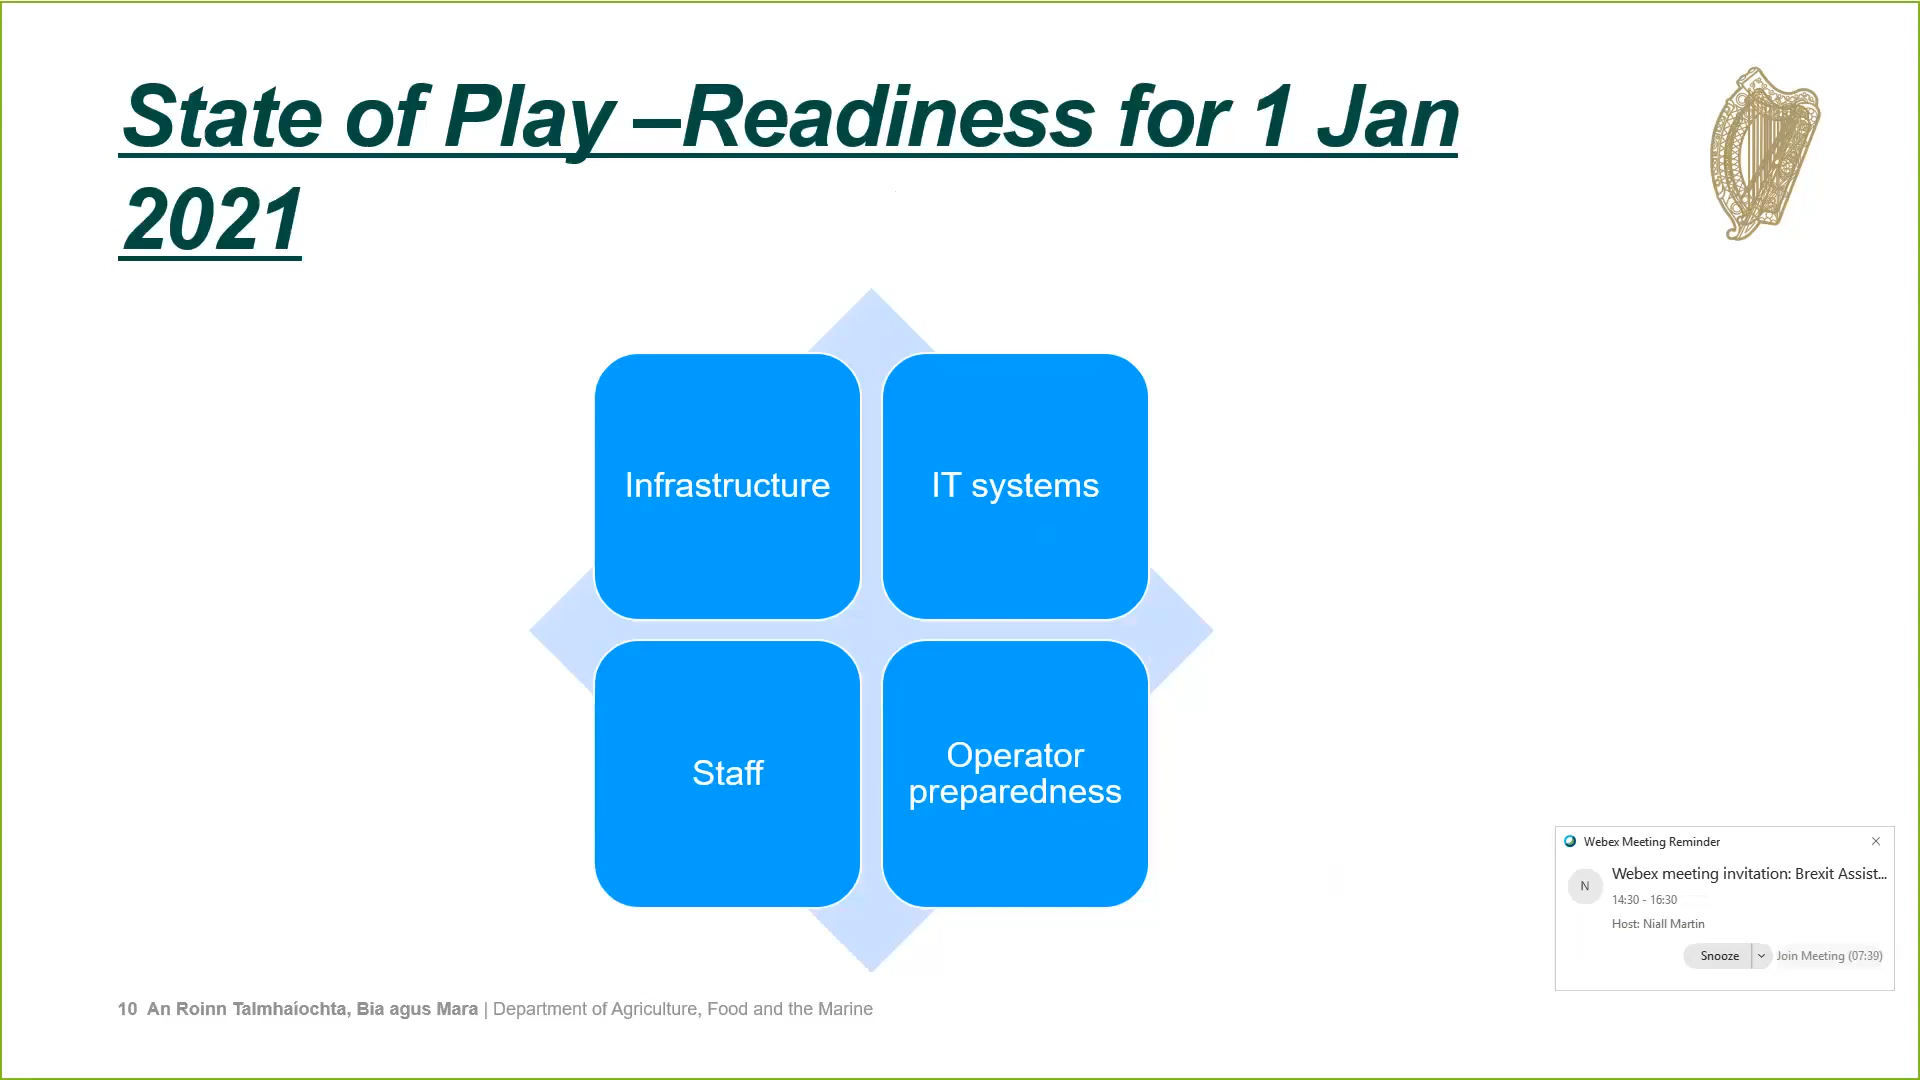 State of Play –Readiness for 1 Jan
2021
Infrastructure
IT systems
Staff
Operator
preparedness
Webex Meeting Reminder
N
Webex meeting invitation: Brexit Assist...
14:30 - 16:30
Host: Niall Martin
Snooze
Join Meeting (07:39)
10 An Roinn Talmhaíochta, Bia agus Mara | Department of Agriculture, Food and the Marine